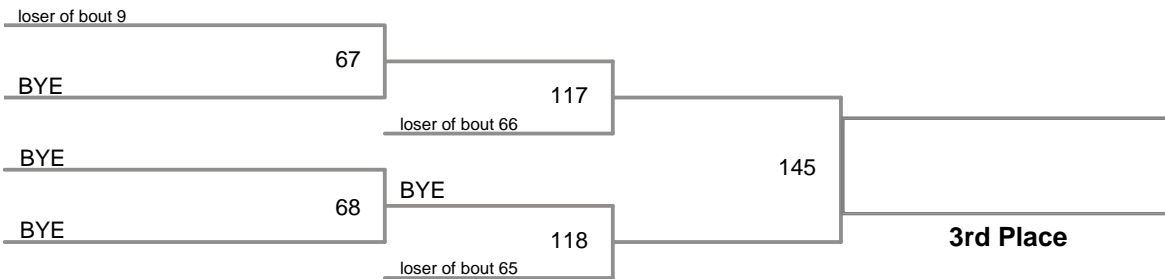 loser of bout 9
67
BYE
117
loser of bout 66
BYE
145
BYE
68
BYE
118
3rd Place
loser of bout 65